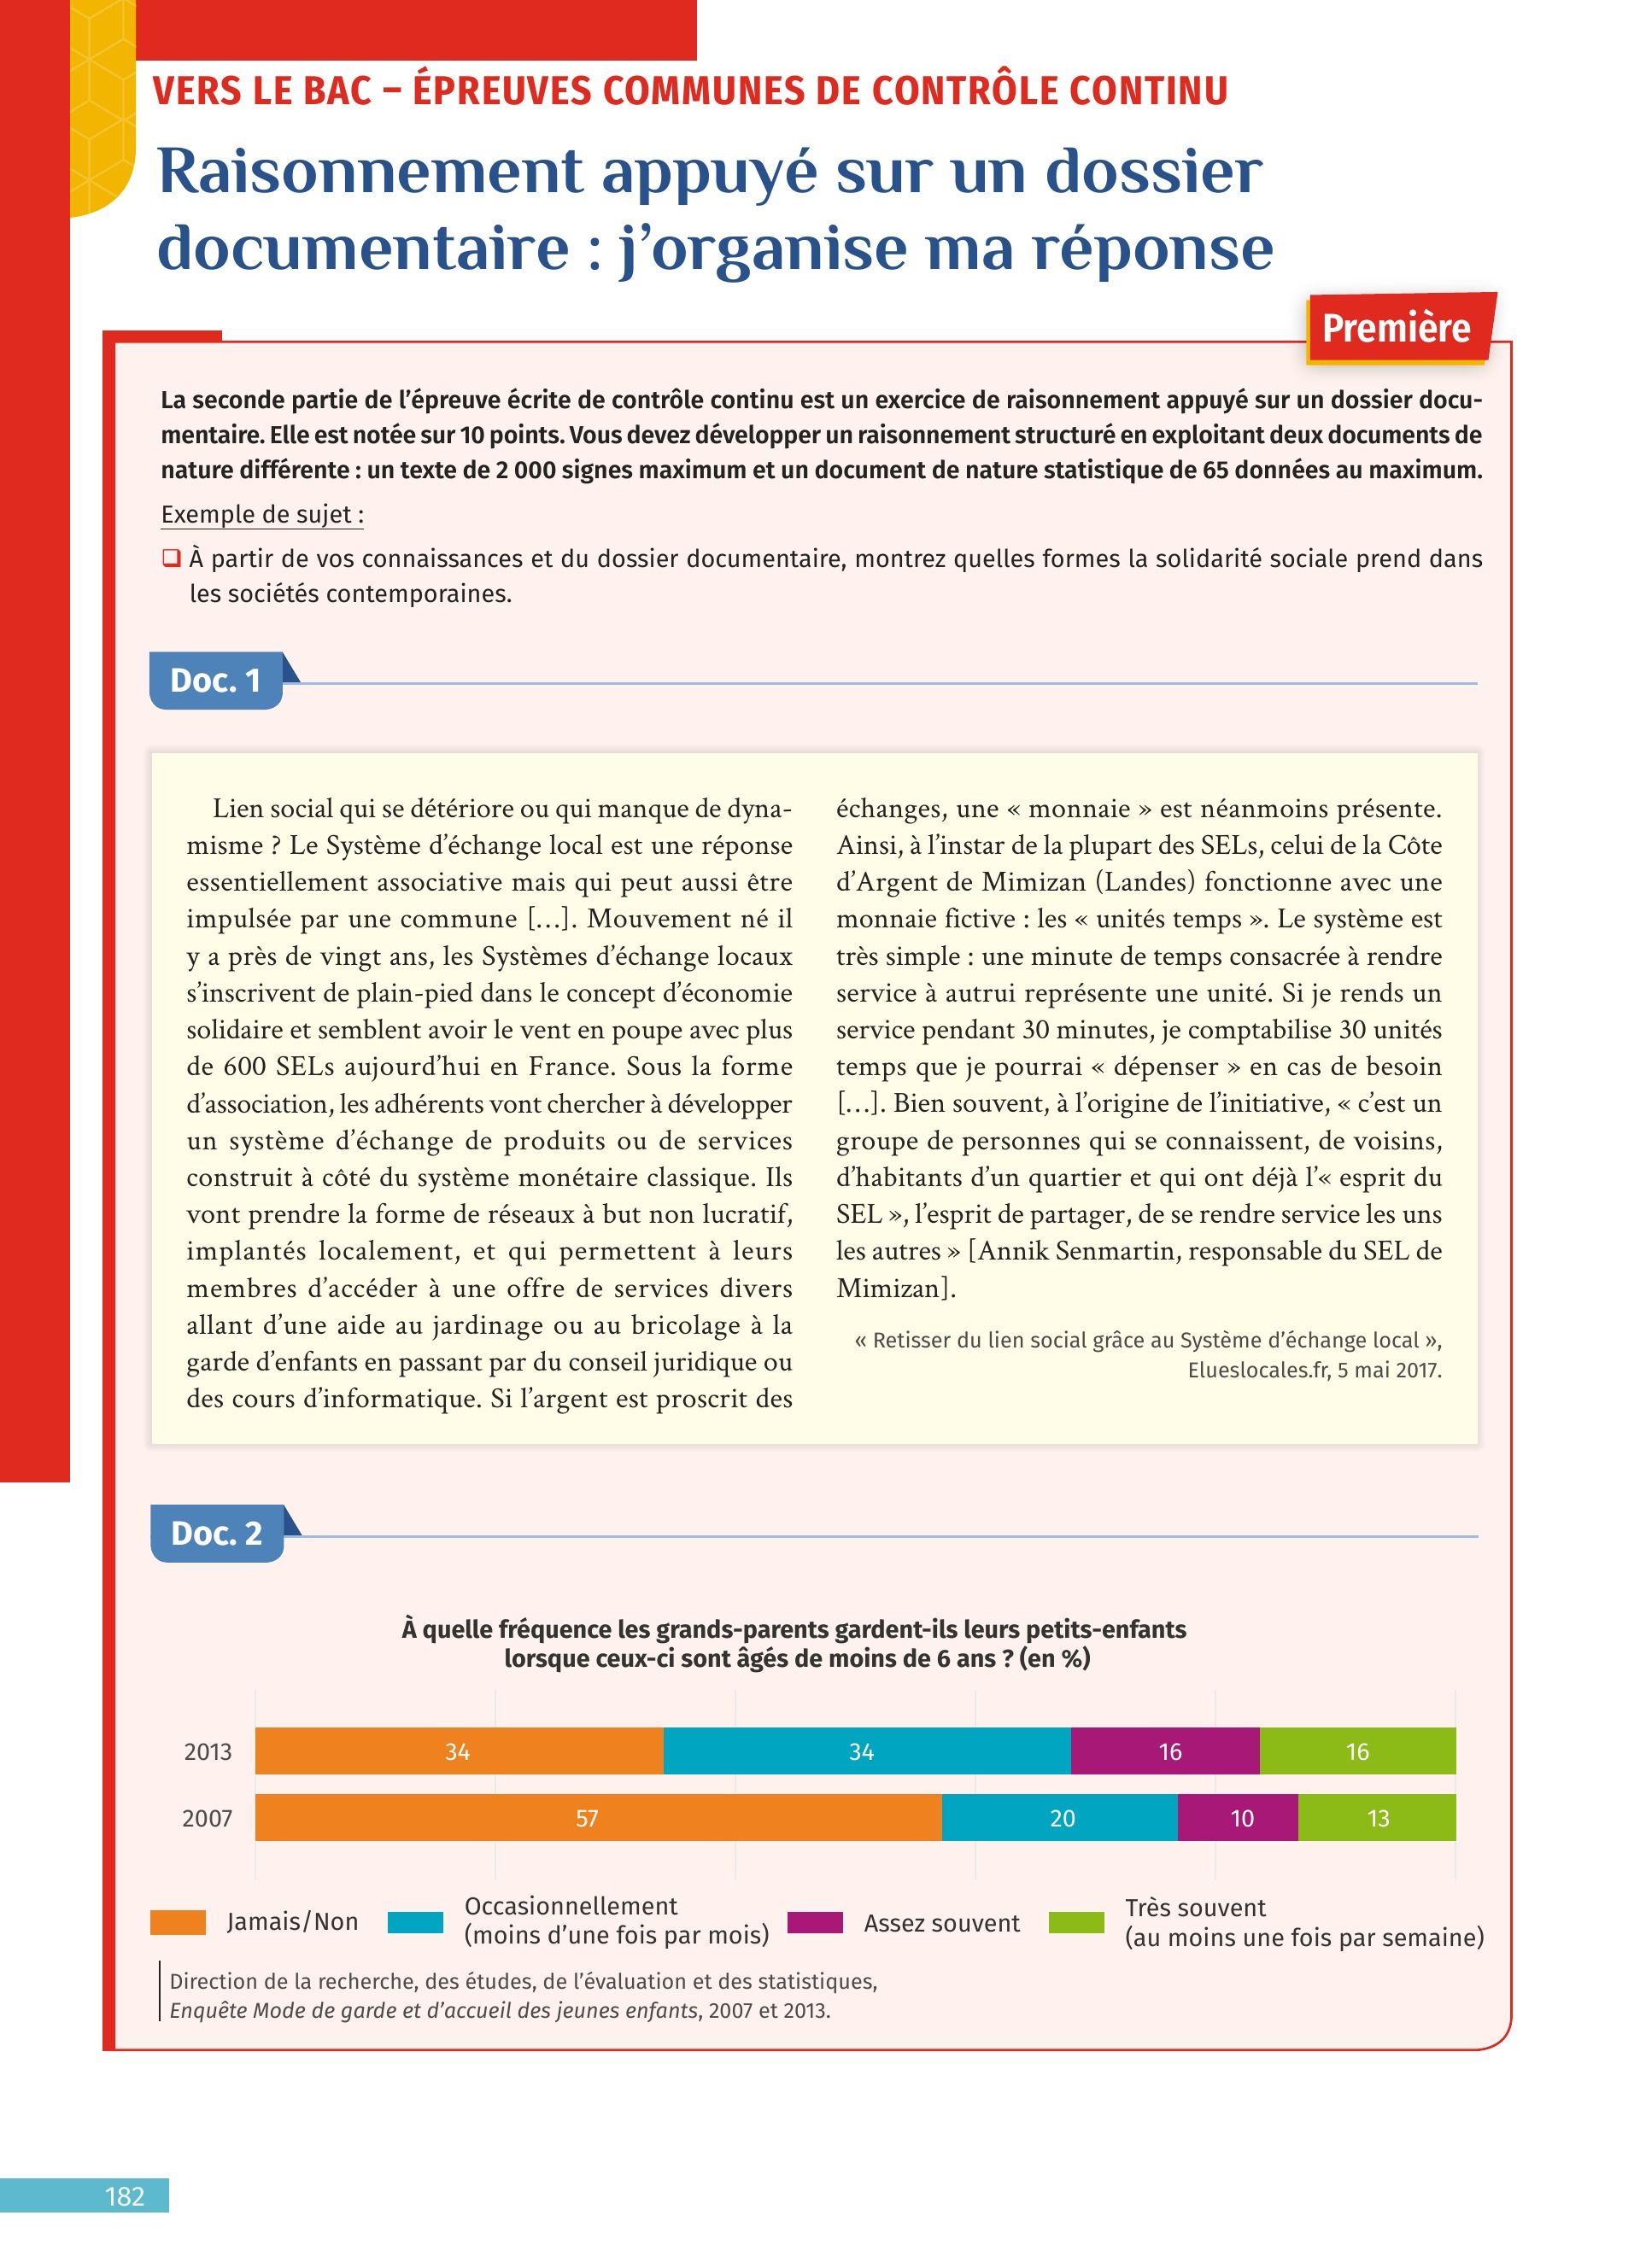 VERS LE BAC – ÉPREUVES COMMUNES DE CONTRÔLE CONTINU
Raisonnement appuyé sur un dossier
documentaire : j’organise ma réponse
Première
La seconde partie de l’épreuve écrite de contrôle continu est un exercice de raisonnement appuyé sur un dossier docu-
mentaire. Elle est notée sur 10 points. Vous devez développer un raisonnement structuré en exploitant deux documents de
nature différente : un texte de 2 000 signes maximum et un document de nature statistique de 65 données au maximum.
Exemple de sujet :
❑ À partir de vos connaissances et du dossier documentaire, montrez quelles formes la solidarité sociale prend dans
les sociétés contemporaines.
Doc. 1
Lien social qui se détériore ou qui manque de dyna-
misme ? Le Système d’échange local est une réponse
essentiellement associative mais qui peut aussi être
impulsée par une commune […]. Mouvement né il
y a près de vingt ans, les Systèmes d’échange locaux
s’inscrivent de plain-pied dans le concept d’économie
solidaire et semblent avoir le vent en poupe avec plus
de 600 SELs aujourd’hui en France. Sous la forme
d’association, les adhérents vont chercher à développer
un système d’échange de produits ou de services
construit à côté du système monétaire classique. Ils
vont prendre la forme de réseaux à but non lucratif,
implantés localement, et qui permettent à leurs
membres d’accéder à une offre de services divers
allant d’une aide au jardinage ou au bricolage à la
garde d’enfants en passant par du conseil juridique ou
des cours d’informatique. Si l’argent est proscrit des
échanges, une « monnaie » est néanmoins présente.
Ainsi, à l’instar de la plupart des SELs, celui de la Côte
d’Argent de Mimizan (Landes) fonctionne avec une
monnaie fictive : les « unités temps ». Le système est
très simple : une minute de temps consacrée à rendre
service à autrui représente une unité. Si je rends un
service pendant 30 minutes, je comptabilise 30 unités
temps que je pourrai « dépenser » en cas de besoin
[…]. Bien souvent, à l’origine de l’initiative, « c’est un
groupe de personnes qui se connaissent, de voisins,
d’habitants d’un quartier et qui ont déjà l’« esprit du
SEL », l’esprit de partager, de se rendre service les uns
les autres » [Annik Senmartin, responsable du SEL de
Mimizan].
« Retisser du lien social grâce au Système d’échange local »,
Elueslocales.fr, 5 mai 2017.
Doc. 2
À quelle fréquence les grands-parents gardent-ils leurs petits-enfants
lorsque ceux-ci sont âgés de moins de 6 ans ? (en %)
2013 34 34 16 16
2007 57 20 10 13
Jamais/Non
Occasionnellement
(moins d’une fois par mois)
Assez souvent
Très souvent
(au moins une fois par semaine)
Direction de la recherche, des études, de l’évaluation et des statistiques,
Enquête Mode de garde et d’accueil des jeunes enfants, 2007 et 2013.
182